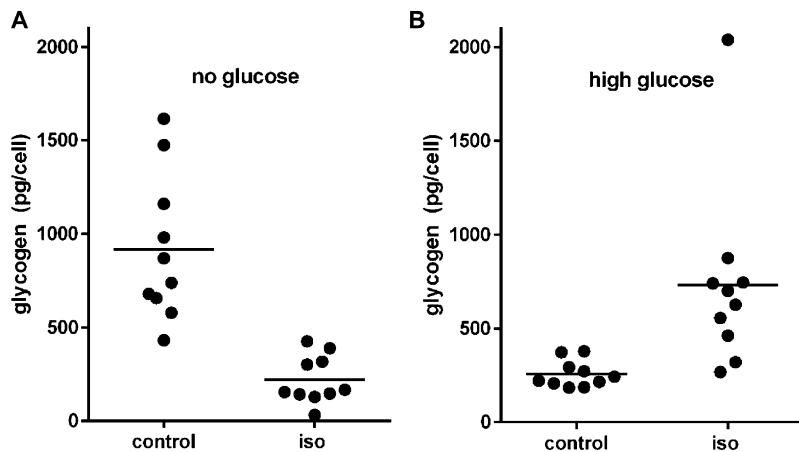 A
glycogen (pg/cell)
2000
1500
1000
500
0
no glucose
control iso
B
glycogen (pg/cell)
2000
1500
1000
500
0
high glucose
control iso